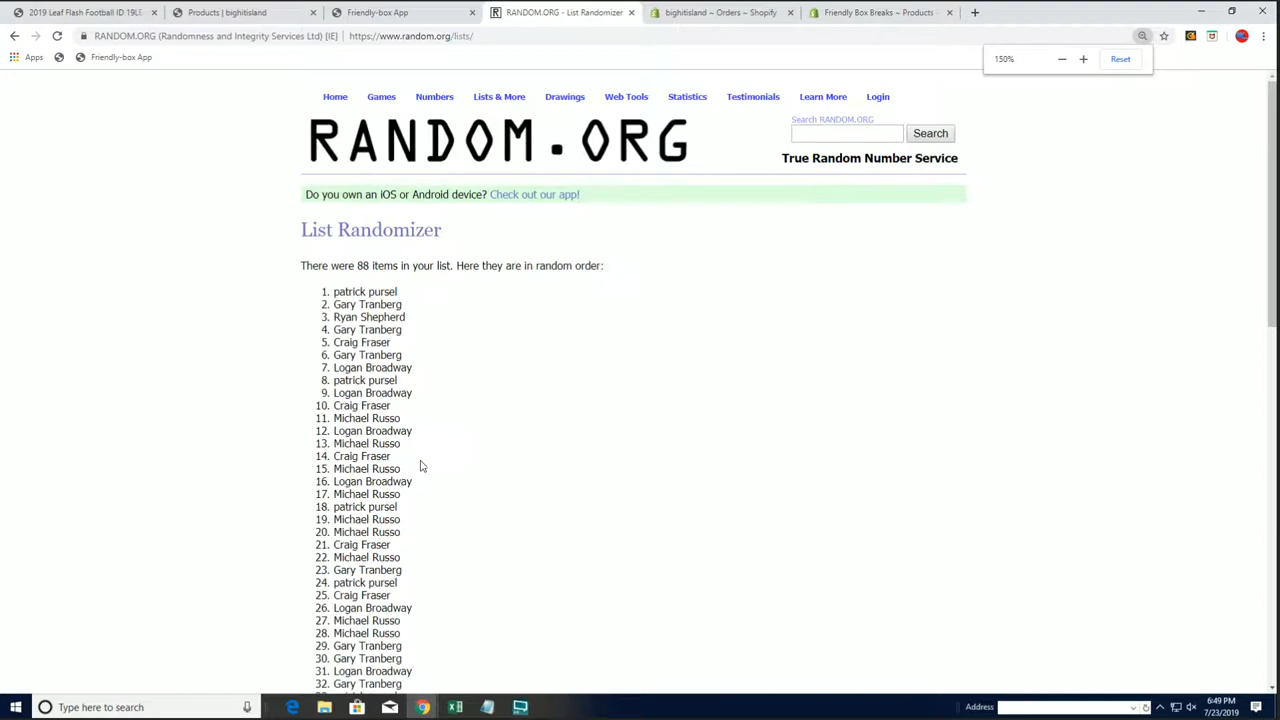 2019 Leaf Flash Football ID 19LE
Products | bighitisland
Friendly-box App
RANDOM.ORG - List Randomizer
bighitisland ~ Orders ~ Shopify
Friendly Box Breaks ~ Products
RANDOM.ORG (Randomness and Integrity Services Ltd) [IE]
https://www.random.org/lists/
Apps
Friendly-box App
150%
Reset
Home Games Numbers Lists & More Drawings Web Tools Statistics Testimonials Learn More Login
RANDOM.ORG
Search RANDOM.ORG
Search
True Random Number Service
Do you own an iOS or Android device? Check out our app!
List Randomizer
There were 88 items in your list. Here they are in random order:
1. patrick pursel
2. Gary Tranberg
3. Ryan Shepherd
4. Gary Tranberg
5. Craig Fraser
6. Gary Tranberg
7. Logan Broadway
8. patrick pursel
9. Logan Broadway
10. Craig Fraser
11. Michael Russo
12. Logan Broadway
13. Michael Russo
14. Craig Fraser
15. Michael Russo
16. Logan Broadway
17. Michael Russo
18. patrick pursel
19. Michael Russo
20. Michael Russo
21. Craig Fraser
22. Michael Russo
23. Gary Tranberg
24. patrick pursel
25. Craig Fraser
26. Logan Broadway
27. Michael Russo
28. Michael Russo
29. Gary Tranberg
30. Gary Tranberg
31. Logan Broadway
32. Gary Tranberg
Type here to search
Address
6:49 PM
7/23/2019